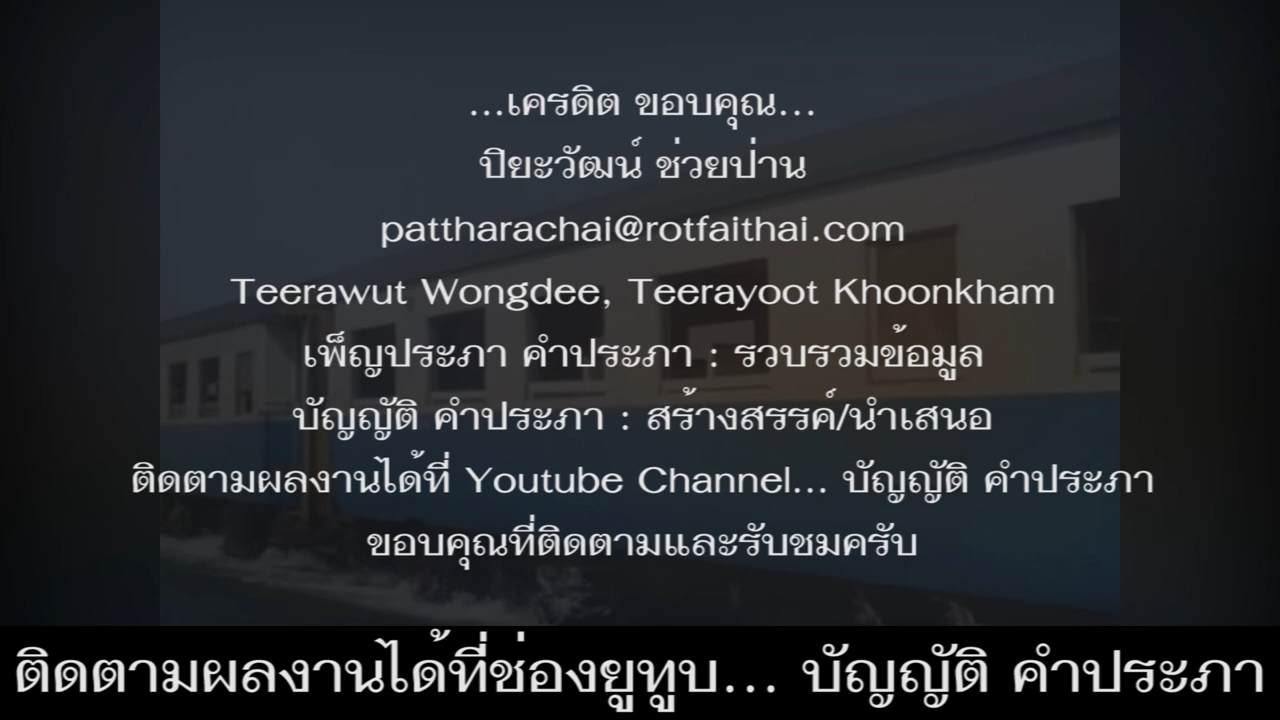 ...เครดิต ขอบคุณ...
ปิยะวัฒน์ ช่วยป่าน
pattharachai@rotfaithai.com
Teerawut Wongdee, Teerayoot Khoonkham
เพ็ญประภา คำประภา : รวบรวมข้อมูล
บัญญัติ คำประภา : สร้างสรรค์/นำเสนอ
ติดตามผลงานได้ที่ Youtube Channel... บัญญัติ คำประภา
ขอบคุณที่ติดตามและรับชมครับ
ติดตามผลงานได้ที่ช่องยูทูบ... บัญญัติ คำประภา